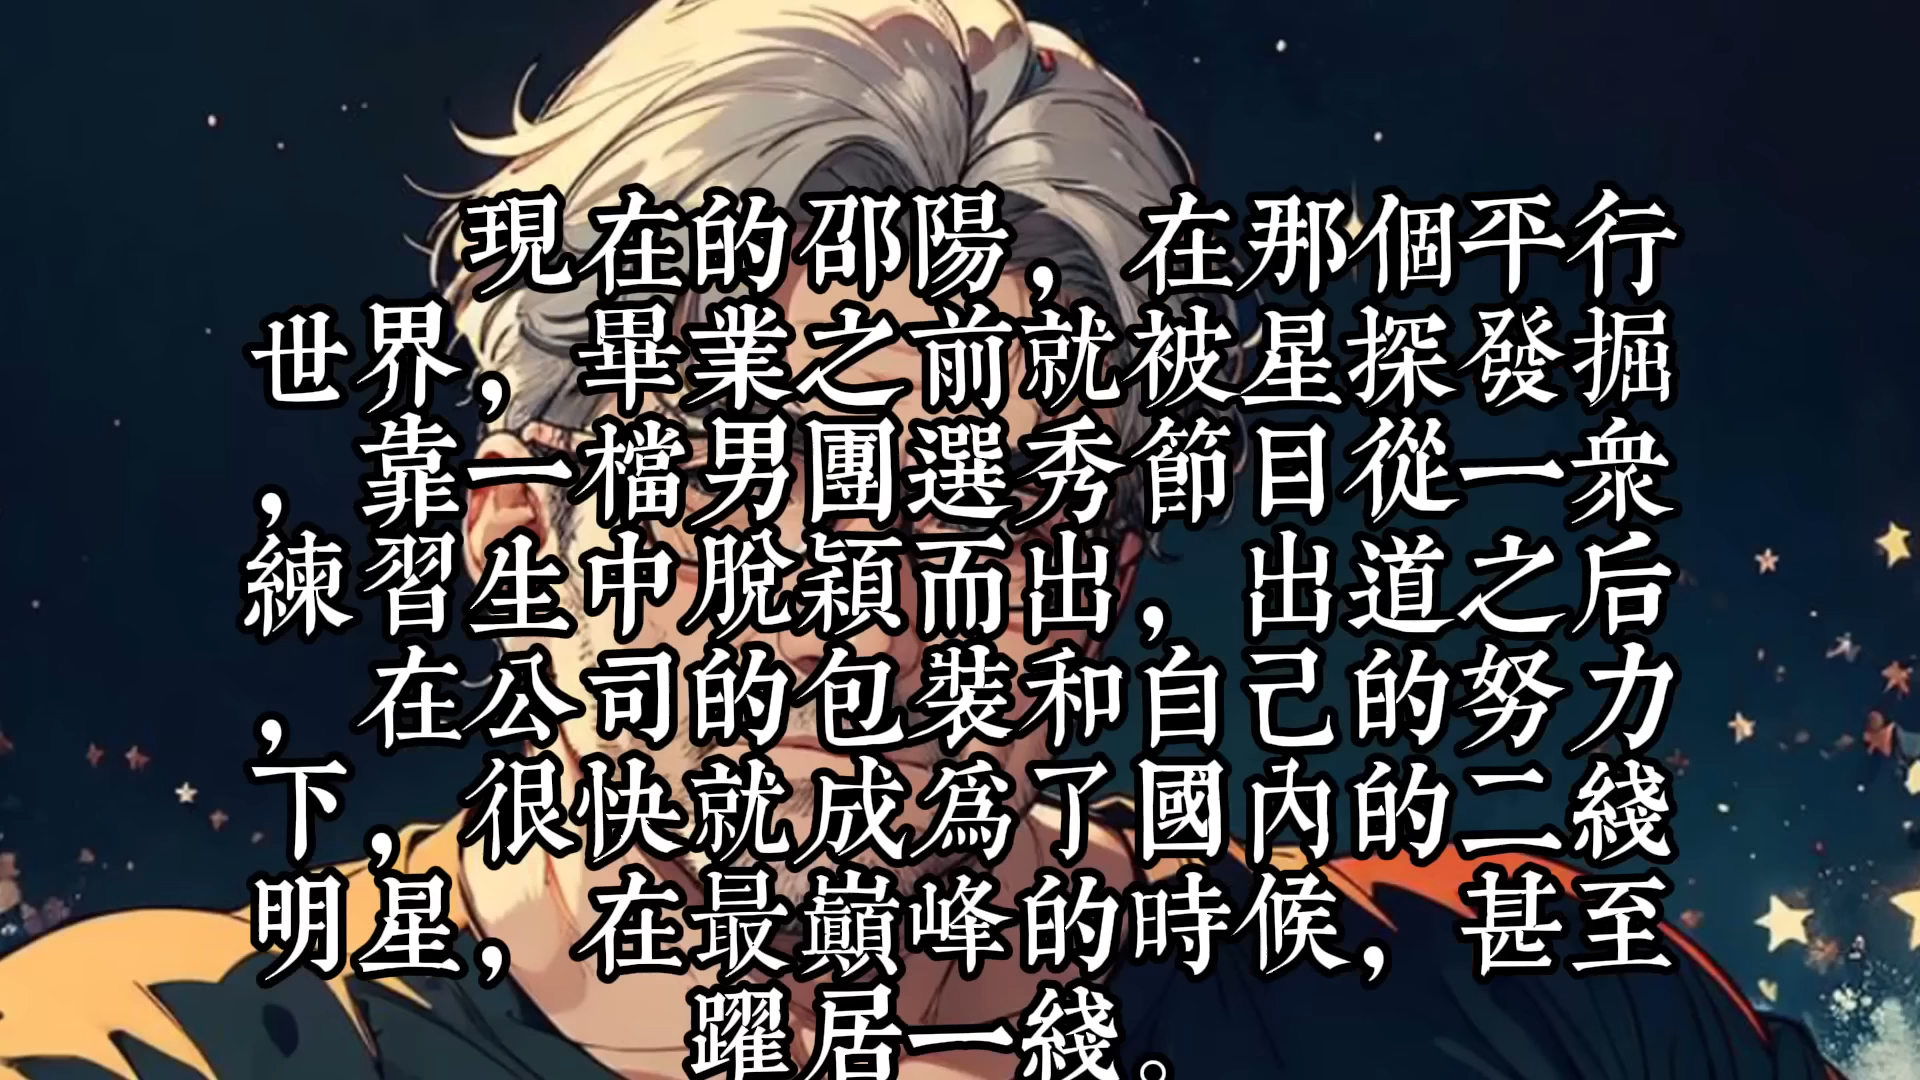 現在的邵陽，在那個平行
世界，畢業之前就被星探發掘
，靠一檔男團選秀節目從一衆
練習生中脫穎而出，出道之后
，在公司的包裝和自己的努力
下，很快就成爲了國內的二綫
明星，在最巔峰的時候，甚至
躍居一綫。